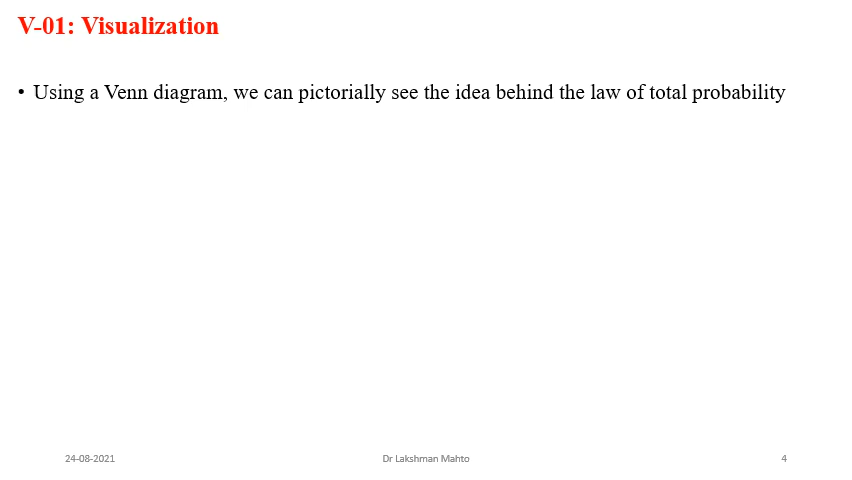 V-01: Visualization
• Using a Venn diagram, we can pictorially see the idea behind the law of total probability
24-08-2021
Dr Lakshman Mahto
4